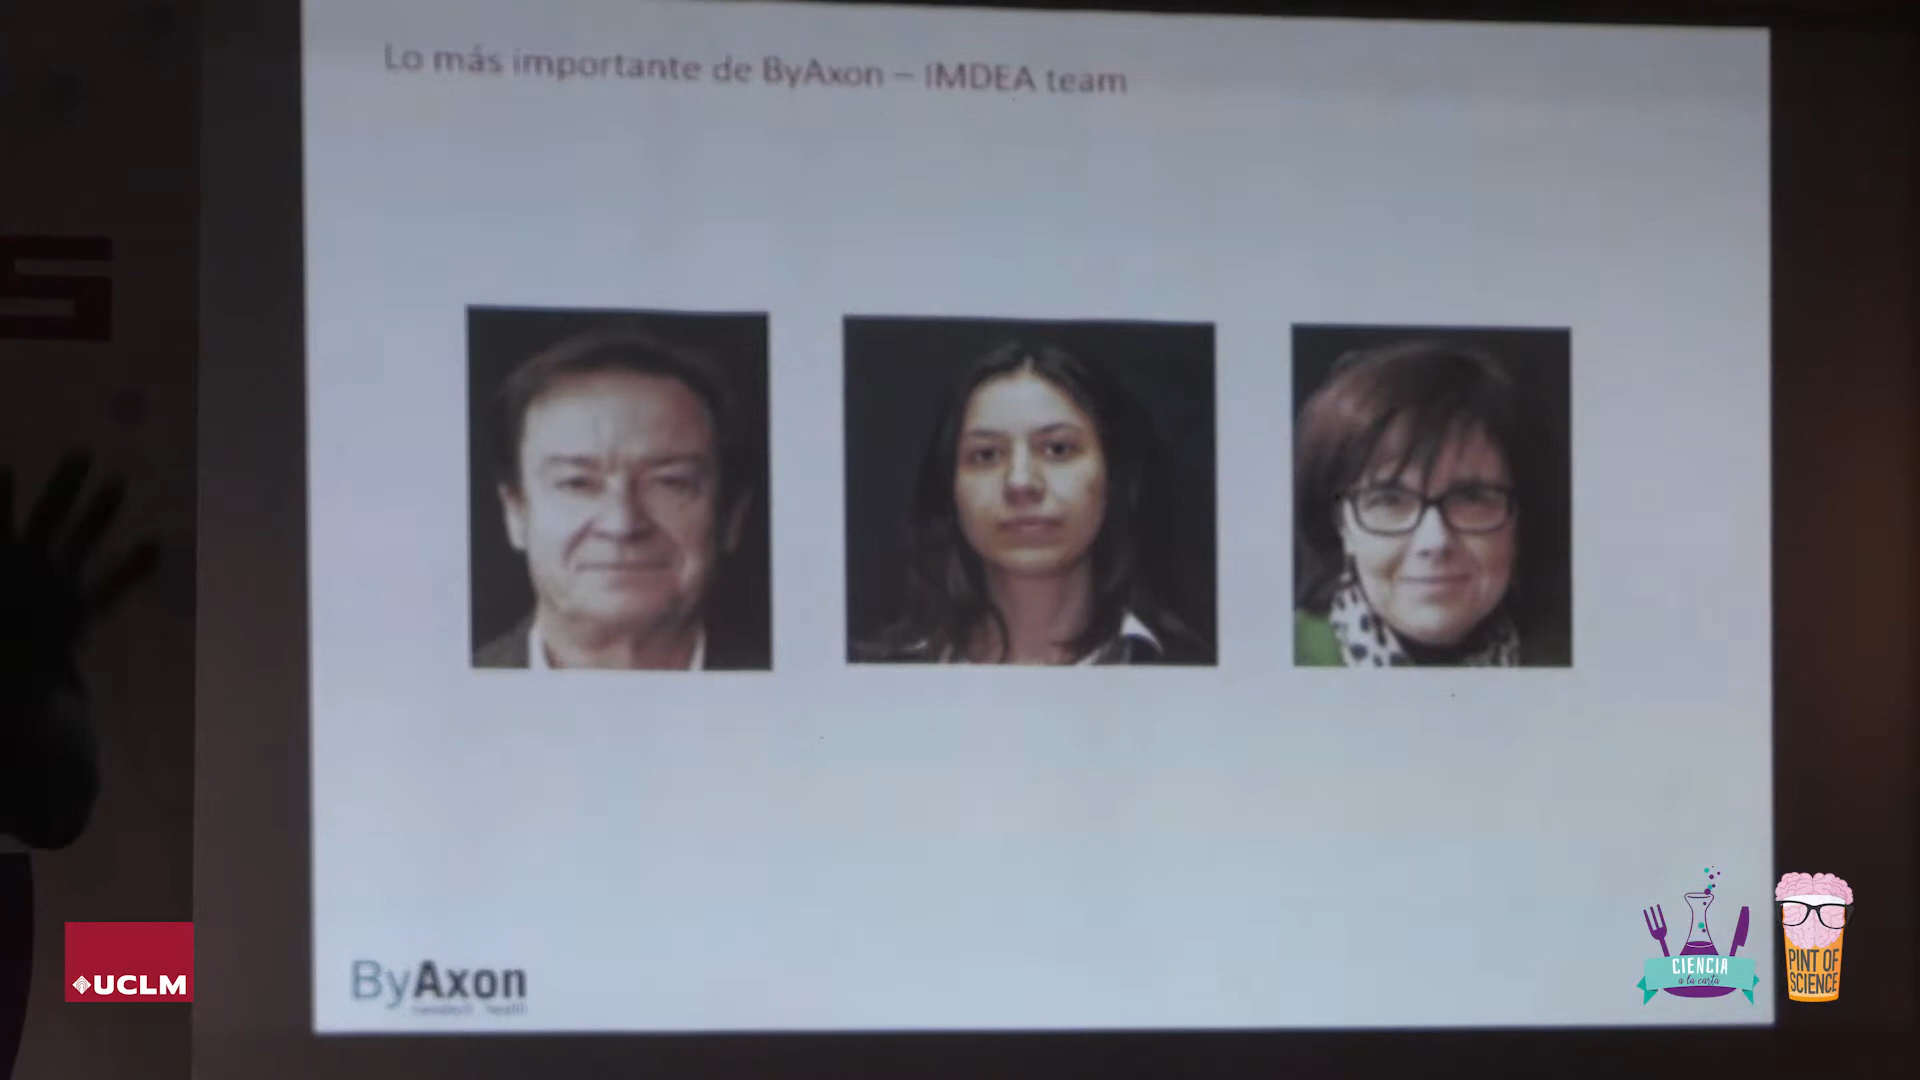 Lo más importante de ByAxon – IMDEA team
ByAxon
UCLM
CIENCIA
a la carta
PINT OF
SCIENCE